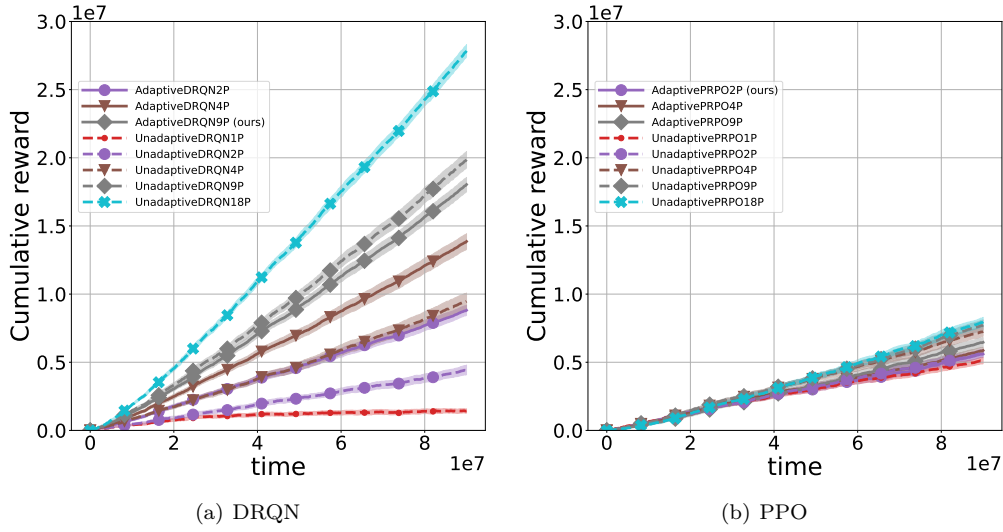 1e7
3.0
2.5
2.0
1.5
1.0
0.5
0.0
Cumulative reward
AdaptiveDRQN2P
AdaptiveDRQN4P
AdaptiveDRQN9P (ours)
UnadaptiveDRQN1P
UnadaptiveDRQN2P
UnadaptiveDRQN4P
UnadaptiveDRQN9P
UnadaptiveDRQN18P
0 2 4 6 8
time
1e7
(a) DRQN
1e7
3.0
2.5
2.0
1.5
1.0
0.5
0.0
Cumulative reward
AdaptivePRPO2P (ours)
AdaptivePRPO4P
AdaptivePRPO9P
UnadaptivePRPO1P
UnadaptivePRPO2P
UnadaptivePRPO4P
UnadaptivePRPO9P
UnadaptivePRPO18P
0 2 4 6 8
time
1e7
(b) PPO